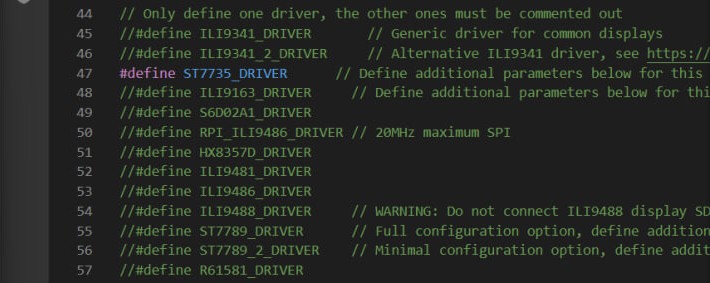 44 // Only define one driver, the other ones must be commented out
45 //#define ILI9341_DRIVER // Generic driver for common displays
46 //#define ILI9341_2_DRIVER // Alternative ILI9341 driver, see https://
47 #define ST7735_DRIVER // Define additional parameters below for this
48 //#define ILI9163_DRIVER // Define additional parameters below for thi
49 //#define S6D02A1_DRIVER
50 //#define RPI_ILI9486_DRIVER // 20MHz maximum SPI
51 //#define HX8357D_DRIVER
52 //#define ILI9481_DRIVER
53 //#define ILI9486_DRIVER
54 //#define ILI9488_DRIVER // WARNING: Do not connect ILI9488 display SD
55 //#define ST7789_DRIVER // Full configuration option, define addition
56 //#define ST7789_2_DRIVER // Minimal configuration option, define addit
57 //#define R61581_DRIVER